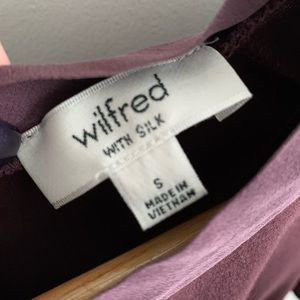 wilfred
WITH SILK
S
MADE IN
VIETNAM